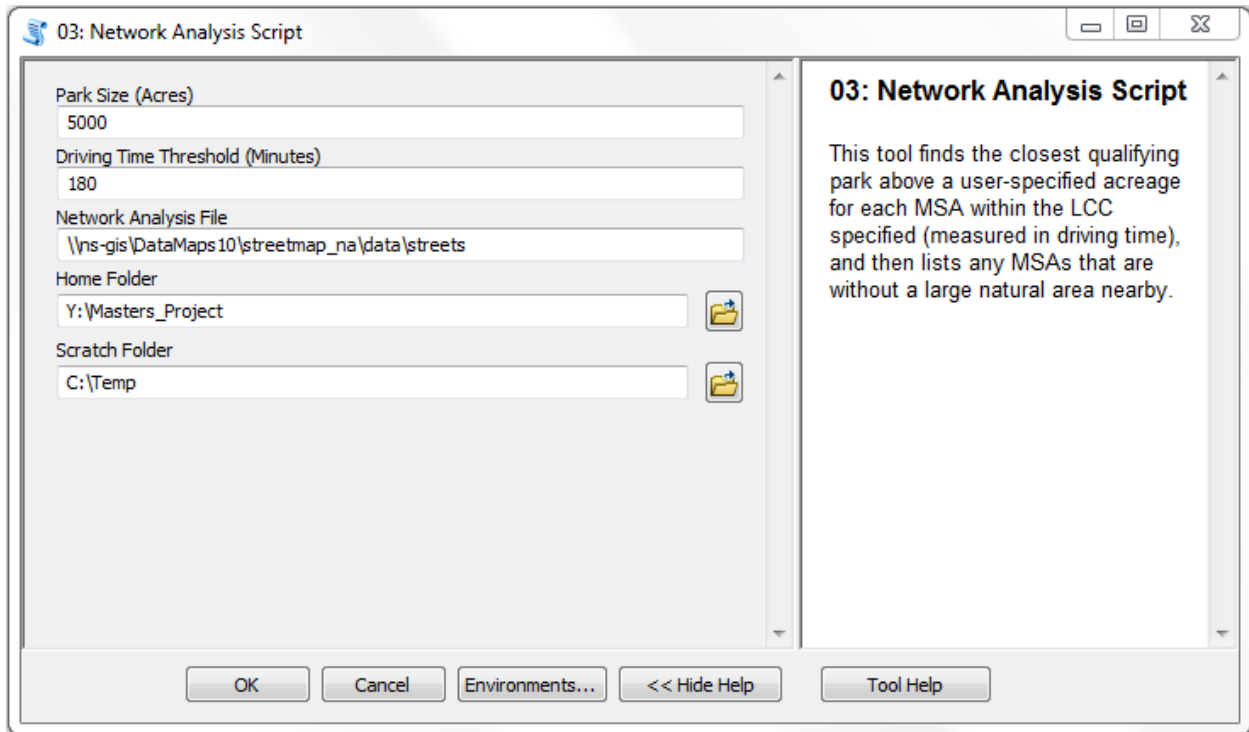 03: Network Analysis Script
Park Size (Acres)
5000
Driving Time Threshold (Minutes)
180
Network Analysis File
\\ns-gis\DataMaps10\streetmap_na\data\streets
Home Folder
Y:\Masters_Project
Scratch Folder
C:\Temp
03: Network Analysis Script
This tool finds the closest qualifying
park above a user-specified acreage
for each MSA within the LCC
specified (measured in driving time),
and then lists any MSAs that are
without a large natural area nearby.
OK
Cancel
Environments...
<< Hide Help
Tool Help